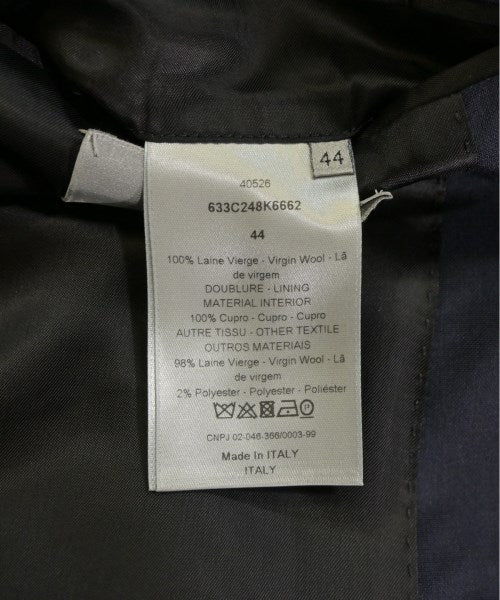 44
40526
633C248K6662
44
100% Laine Vierge - Virgin Wool - Lã
de virgem
DOUBLURE - LINING
MATERIAL INTERIOR
100% Cupro - Cupro - Cupro
AUTRE TISSU - OTHER TEXTILE
OUTROS MATERIAIS
98% Laine Vierge - Virgin Wool - Lã
de virgem
2% Polyester - Polyester - Poliéster
CNPJ 02-046-366/0003-99
Made In ITALY
ITALY